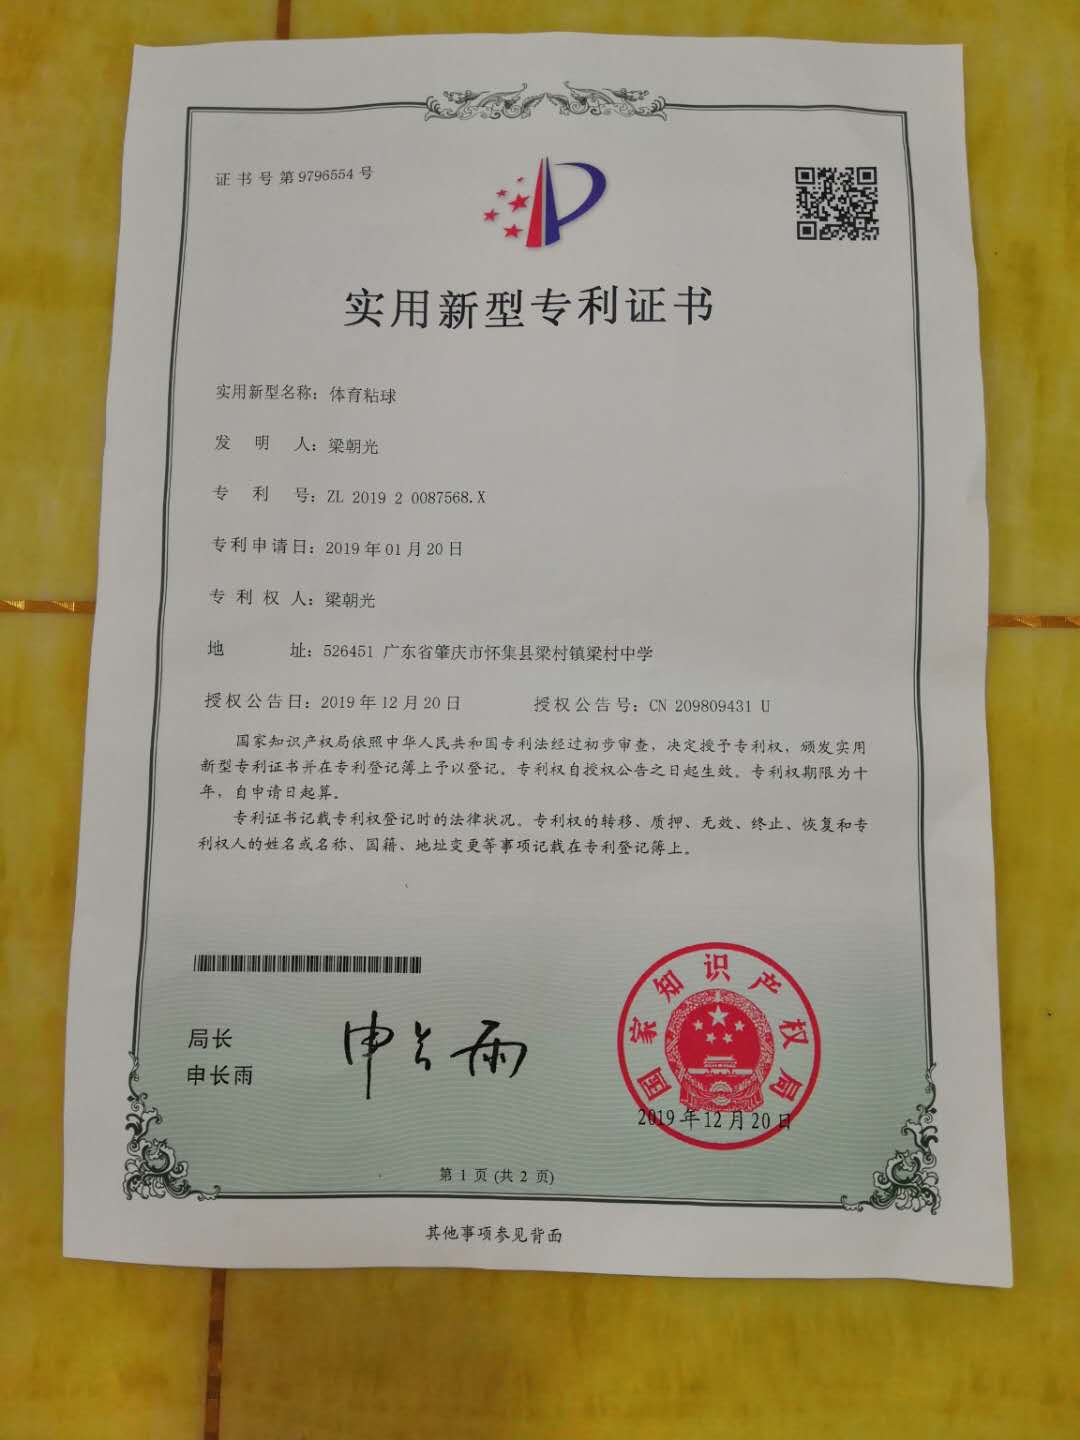 证书号第9796554号
实用新型专利证书
实用新型名称：体育粘球
发明人：梁朝光
专利号：ZL 2019 2 0087568.X
专利申请日：2019年01月20日
专利权人：梁朝光
地址：526451 广东省肇庆市怀集县梁村镇梁村中学
授权公告日：2019年12月20日 授权公告号：CN 209809431 U
国家知识产权局依照中华人民共和国专利法经过初步审查，决定授予专利权，颁发实用
新型专利证书并在专利登记簿上予以登记。专利权自授权公告之日起生效。专利权期限为十
年，自申请日起算。
专利证书记载专利权登记时的法律状况。专利权的转移、质押、无效、终止、恢复和专
利权人的姓名或名称、国籍、地址变更等事项记载在专利登记簿上。
局长
申长雨
申长雨
国家知识产权局
2019年12月20日
第 1 页 (共 2 页)
其他事项参见背面